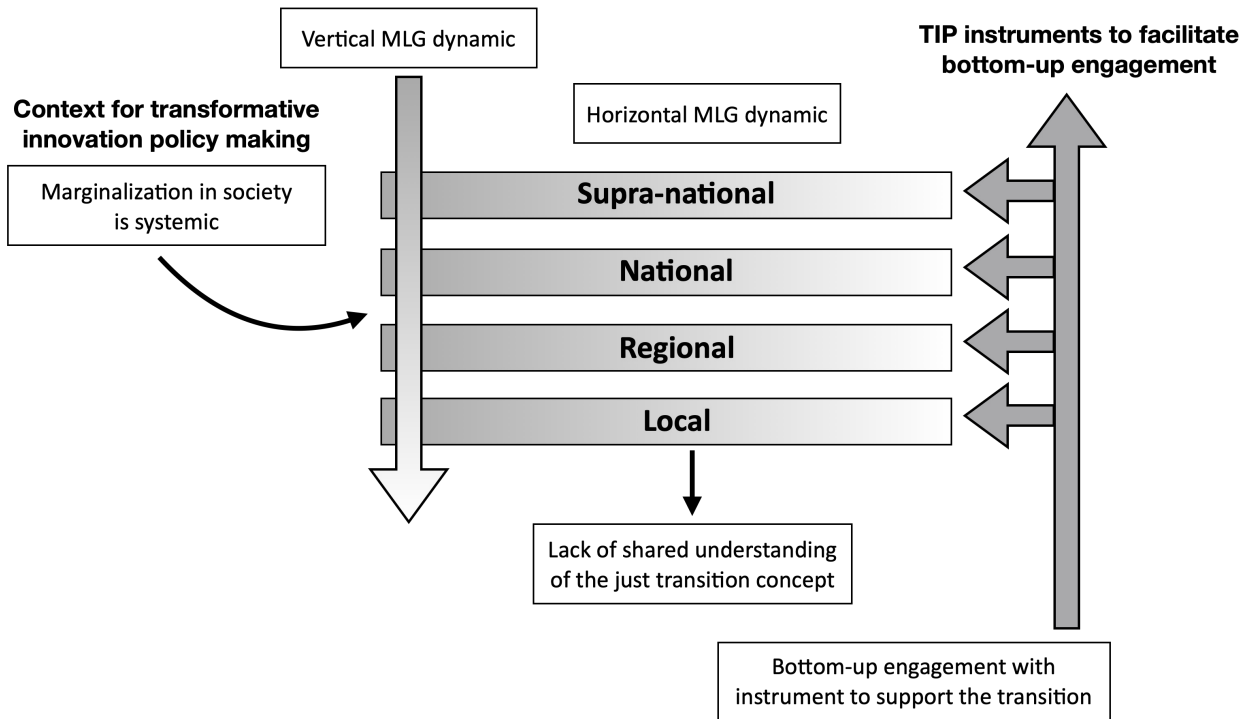 Vertical MLG dynamic
TIP instruments to facilitate
bottom-up engagement
Context for transformative
innovation policy making
Horizontal MLG dynamic
Marginalization in society
is systemic
Supra-national
National
Regional
Local
Lack of shared understanding
of the just transition concept
Bottom-up engagement with
instrument to support the transition